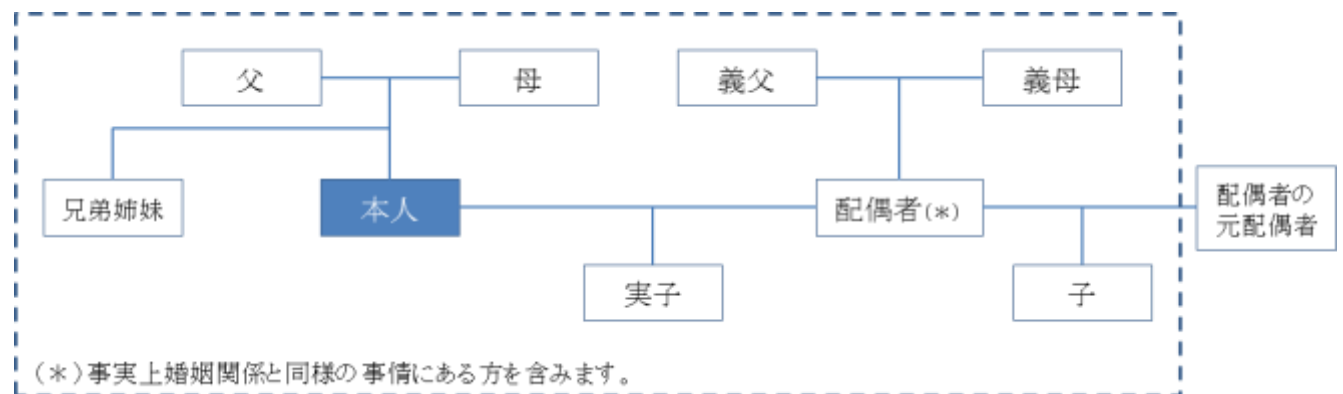 父
母
義父
義母
兄弟姉妹
本人
配偶者(*)
配偶者の
元配偶者
実子
子
(*)事実上婚姻関係と同様の事情にある方を含みます。